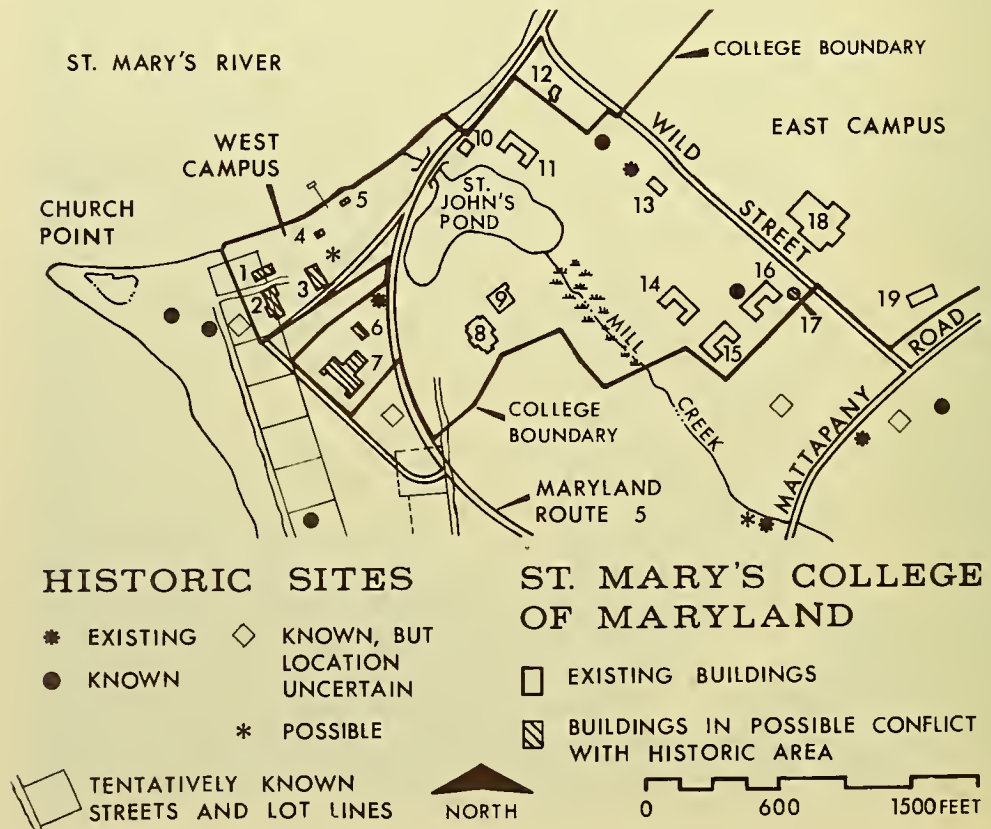 ST. MARY'S RIVER
COLLEGE BOUNDARY
WEST
CAMPUS
EAST CAMPUS
CHURCH
POINT
ST.
JOHN'S
POND
WILD
STREET
12
10
11
5
4
13
18
1
2
3
14
16
19
6
9
17
7
8
15
MILL
CREEK
ROAD
MATTAPANY
COLLEGE
BOUNDARY
MARYLAND
ROUTE 5
HISTORIC SITES
EXISTING
KNOWN
KNOWN, BUT
LOCATION
UNCERTAIN
POSSIBLE
TENTATIVELY KNOWN
STREETS AND LOT LINES
NORTH
ST. MARY'S COLLEGE
OF MARYLAND
EXISTING BUILDINGS
BUILDINGS IN POSSIBLE CONFLICT
WITH HISTORIC AREA
0 600 1500 FEET